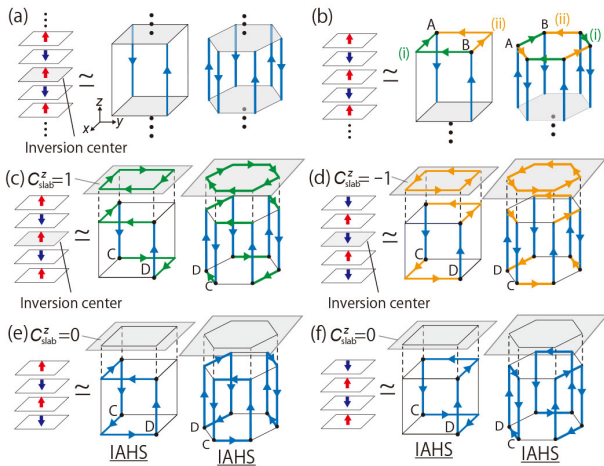 (a)
z
x
y
Inversion center
(b)
A
B
(i)
(ii)
A
B
(ii)
(i)
(c) C^z_slab=1
C
D
D
C
Inversion center
(d) C^z_slab=-1
C
D
D
C
Inversion center
(e) C^z_slab=0
C
D
D
C
IAHS
IAHS
(f) C^z_slab=0
C
D
D
C
IAHS
IAHS